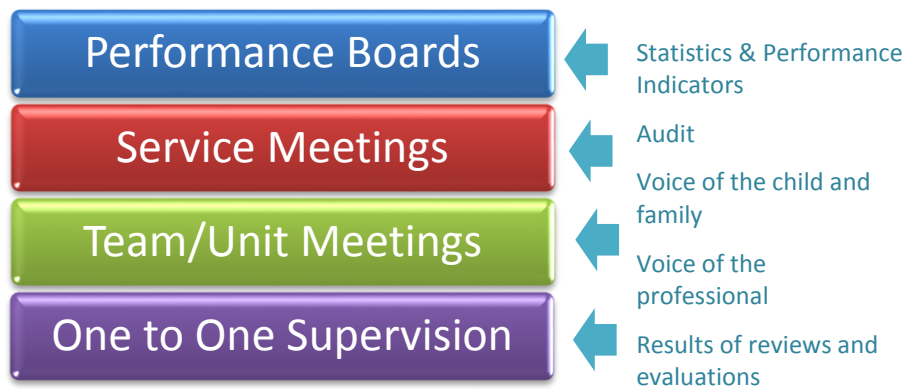 Performance Boards
Service Meetings
Team/Unit Meetings
One to One Supervision
Statistics & Performance
Indicators
Audit
Voice of the child and
family
Voice of the
professional
Results of reviews and
evaluations